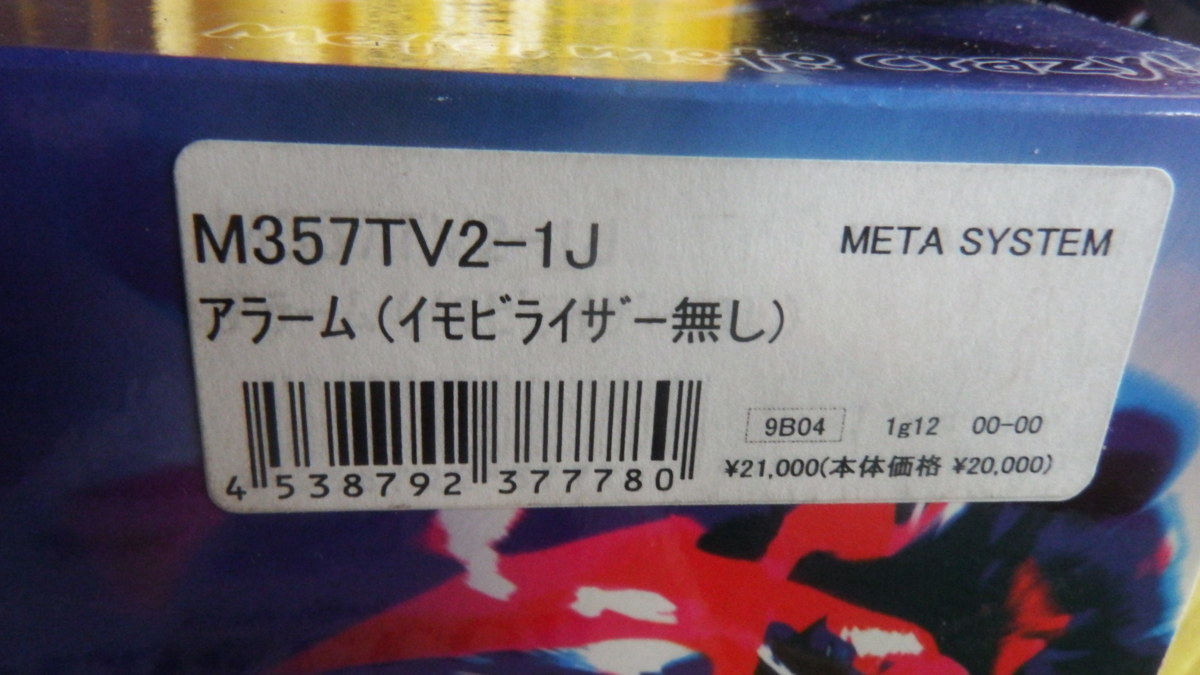 M357TV2-1J
META SYSTEM
アラーム(イモビライザー無し)
9B04 1g12 00-00
¥21,000(本体価格 ¥20,000)
4 538792 377780